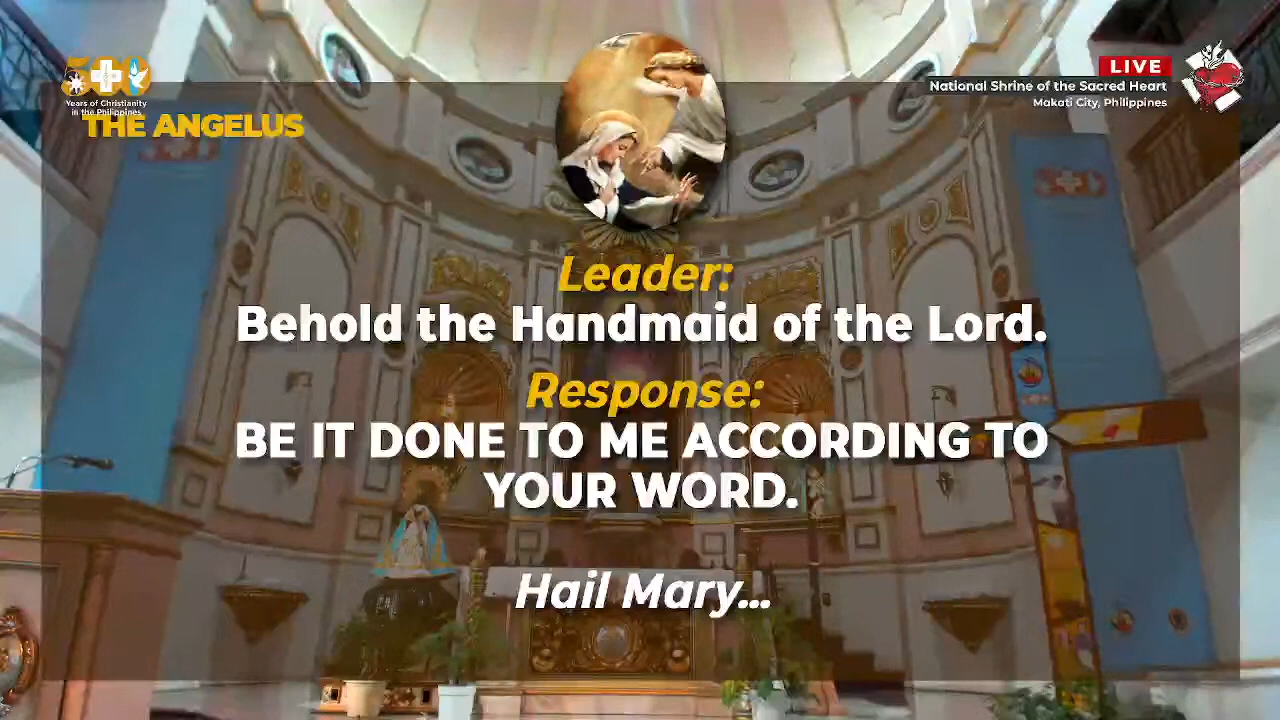 500
Years of Christianity
in the Philippines
THE ANGELUS
LIVE
National Shrine of the Sacred Heart
Makati City, Philippines
Leader:
Behold the Handmaid of the Lord.
Response:
BE IT DONE TO ME ACCORDING TO
YOUR WORD.
Hail Mary...